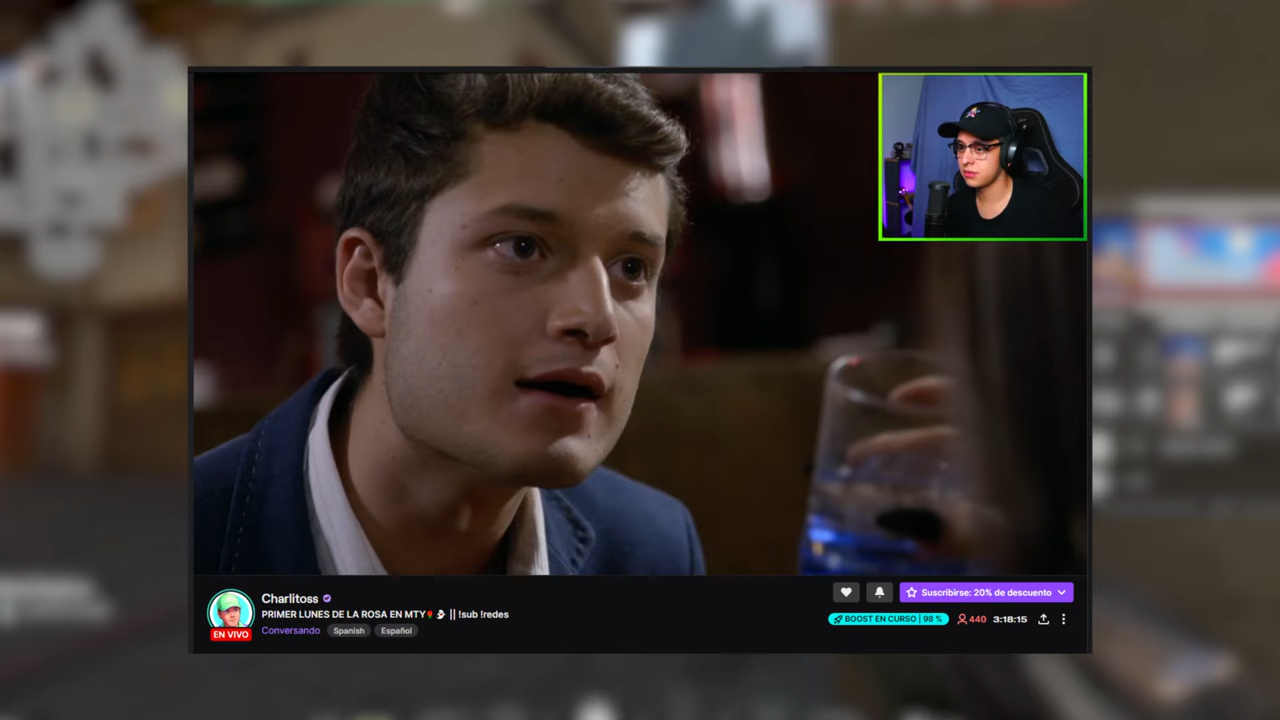 Charlitoss
PRIMER LUNES DE LA ROSA EN MTY🌹👻 || !sub !redes
Conversando Spanish Español
EN VIVO
Suscribirse: 20% de descuento
BOOST EN CURSO | 98 % 440 3:18:15